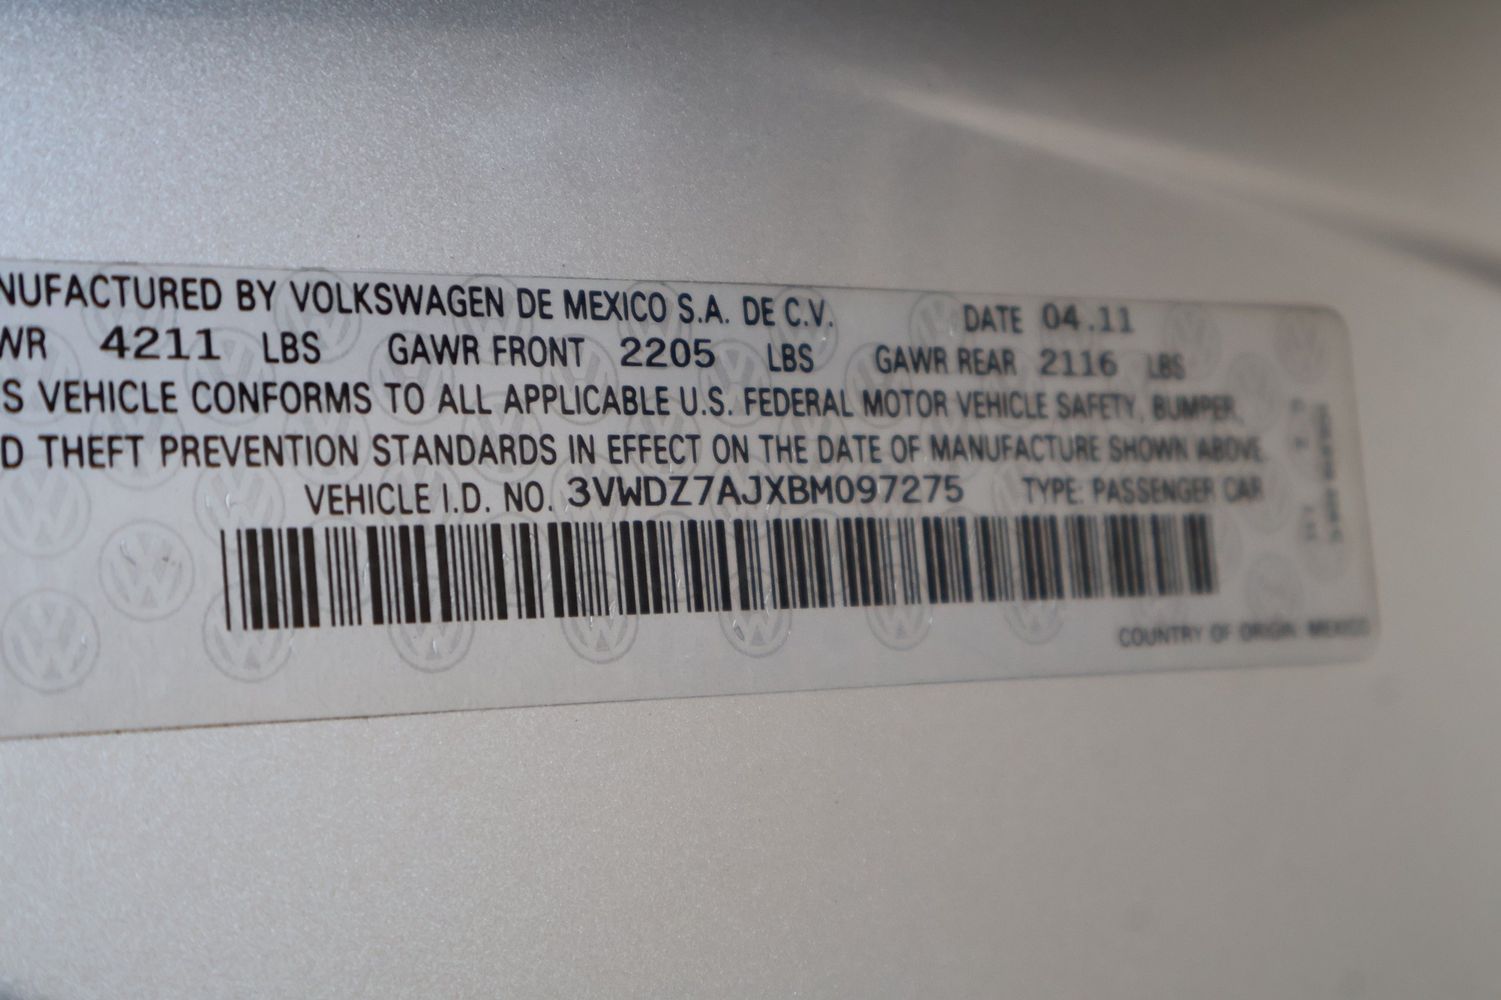 NUFACTURED BY VOLKSWAGEN DE MEXICO S.A. DE C.V. DATE 04.11
WR 4211 LBS GAWR FRONT 2205 LBS GAWR REAR 2116 LBS
S VEHICLE CONFORMS TO ALL APPLICABLE U.S. FEDERAL MOTOR VEHICLE SAFETY, BUMPER,
D THEFT PREVENTION STANDARDS IN EFFECT ON THE DATE OF MANUFACTURE SHOWN ABOVE.
VEHICLE I.D. NO. 3VWDZ7AJXBM097275 TYPE: PASSENGER CAR
COUNTRY OF ORIGIN: MEXICO